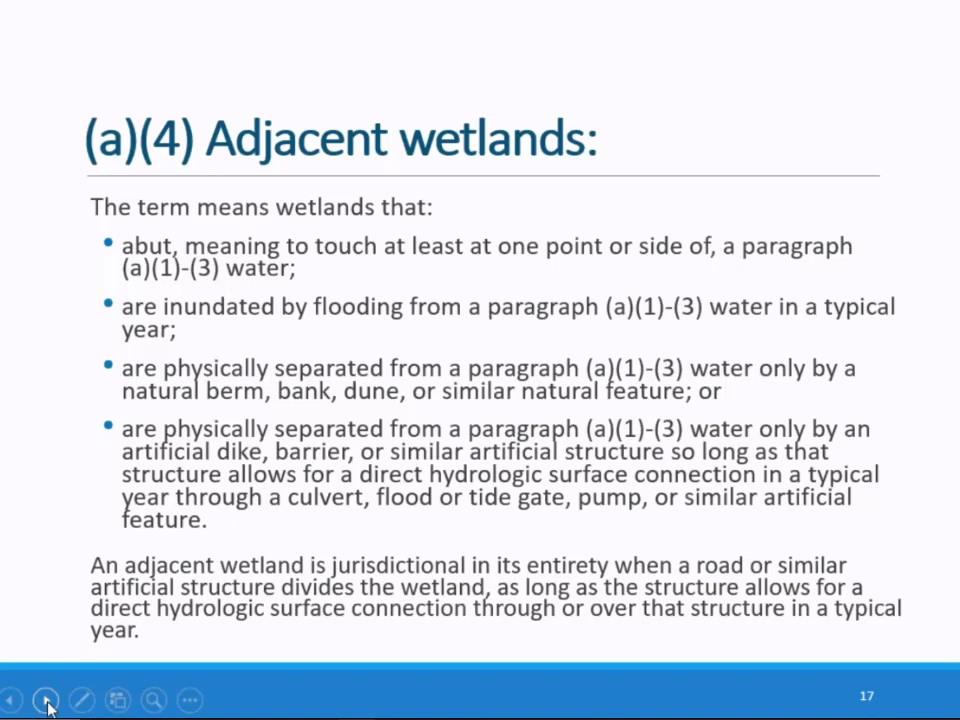 (a)(4) Adjacent wetlands:
The term means wetlands that:
• abut, meaning to touch at least at one point or side of, a paragraph
(a)(1)-(3) water;
• are inundated by flooding from a paragraph (a)(1)-(3) water in a typical
year;
• are physically separated from a paragraph (a)(1)-(3) water only by a
natural berm, bank, dune, or similar natural feature; or
• are physically separated from a paragraph (a)(1)-(3) water only by an
artificial dike, barrier, or similar artificial structure so long as that
structure allows for a direct hydrologic surface connection in a typical
year through a culvert, flood or tide gate, pump, or similar artificial
feature.
An adjacent wetland is jurisdictional in its entirety when a road or similar
artificial structure divides the wetland, as long as the structure allows for a
direct hydrologic surface connection through or over that structure in a typical
year.
17